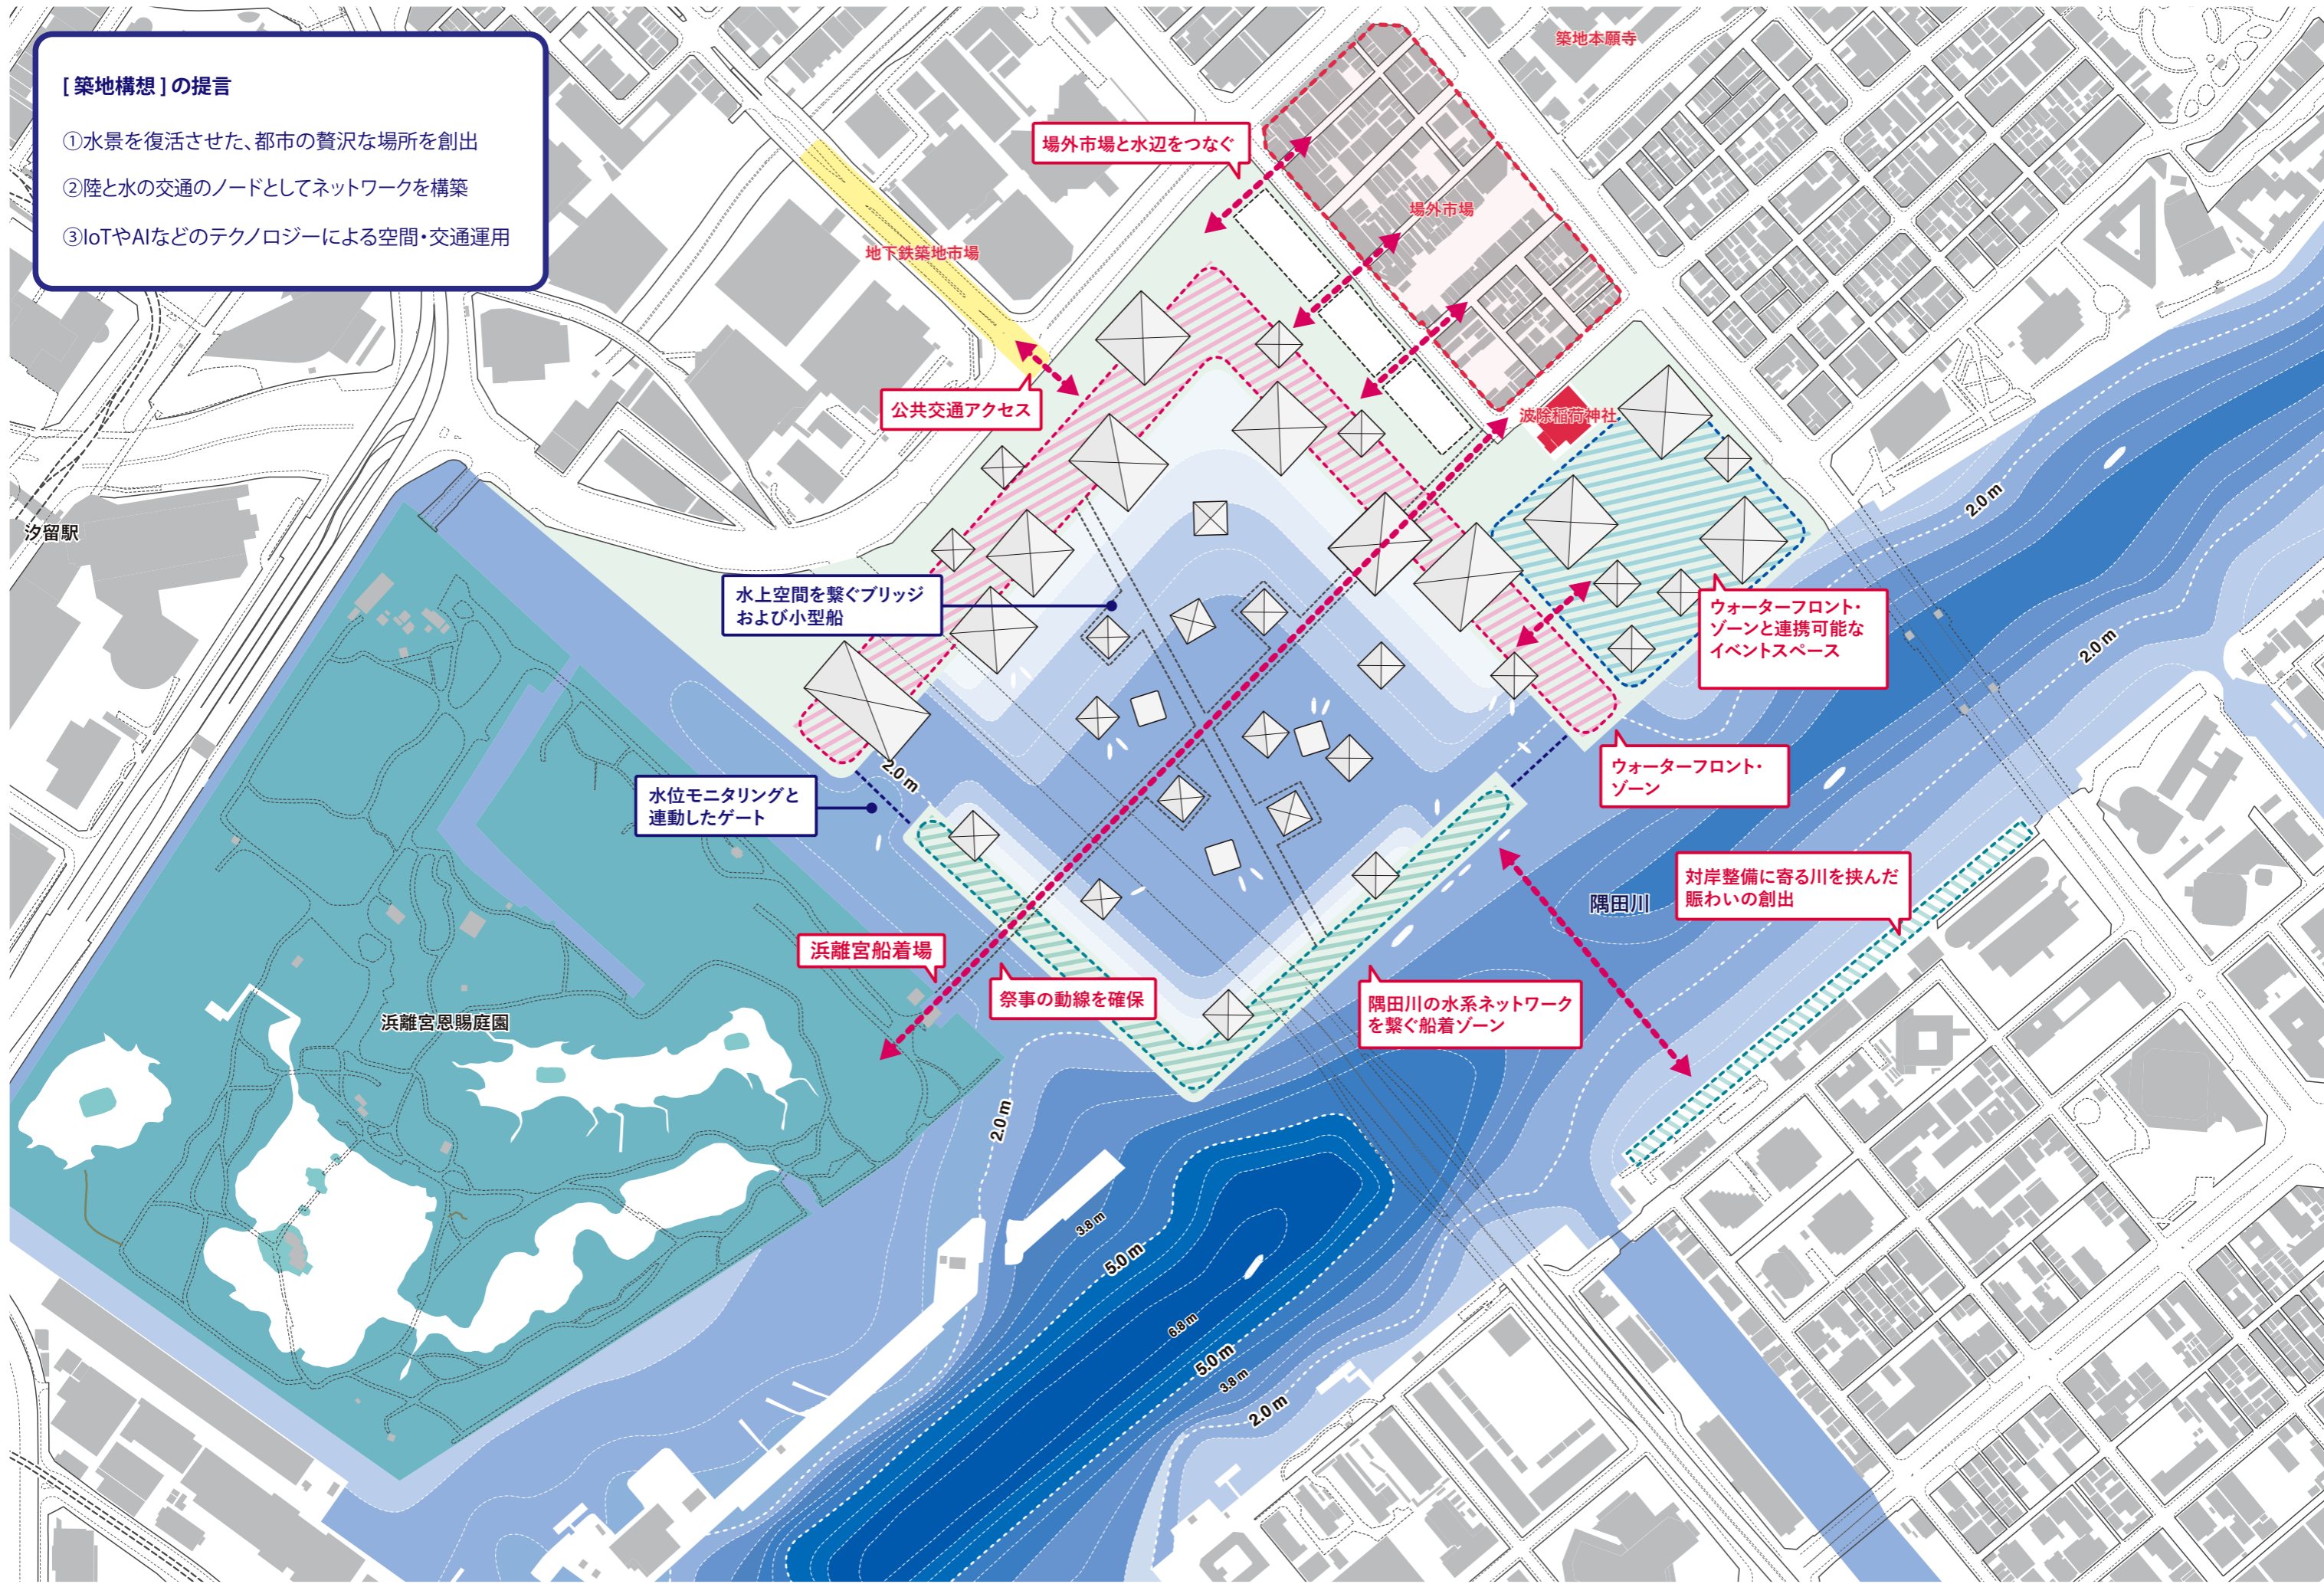 [ 築地構想 ] の提言
①水景を復活させた、都市の贅沢な場所を創出
②陸と水の交通のノードとしてネットワークを構築
③IoTやAIなどのテクノロジーによる空間・交通運用
築地本願寺
場外市場と水辺をつなぐ
場外市場
地下鉄築地市場
公共交通アクセス
波除稲荷神社
汐留駅
2.0 m
水上空間を繋ぐブリッジ
および小型船
ウォーターフロント・
ゾーンと連携可能な
イベントスペース
2.0 m
ウォーターフロント・
ゾーン
2.0 m
水位モニタリングと
連動したゲート
対岸整備に寄る川を挟んだ
賑わいの創出
隅田川
浜離宮船着場
祭事の動線を確保
隅田川の水系ネットワーク
を繋ぐ船着ゾーン
浜離宮恩賜庭園
2.0 m
3.8 m
5.0 m
6.8 m
5.0 m
3.8 m
2.0 m